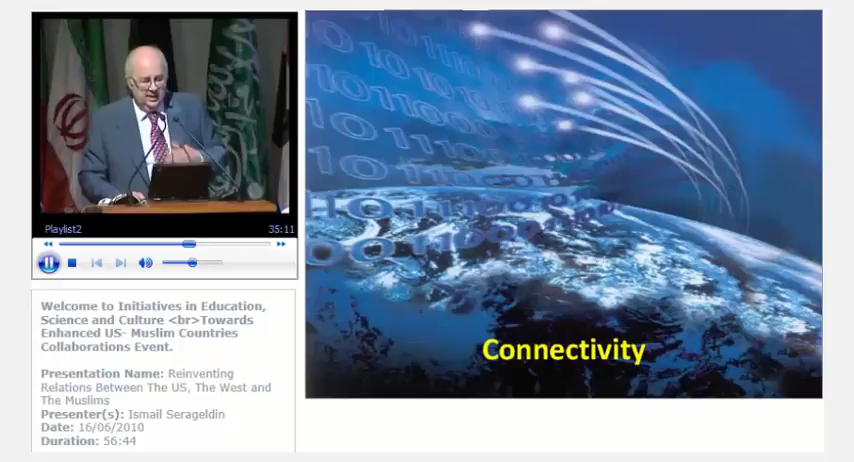 Playlist2
35:11
Welcome to Initiatives in Education,
Science and Culture <br>Towards
Enhanced US- Muslim Countries
Collaborations Event.
Presentation Name: Reinventing
Relations Between The US, The West and
The Muslims
Presenter(s): Ismail Serageldin
Date: 16/06/2010
Duration: 56:44
Connectivity